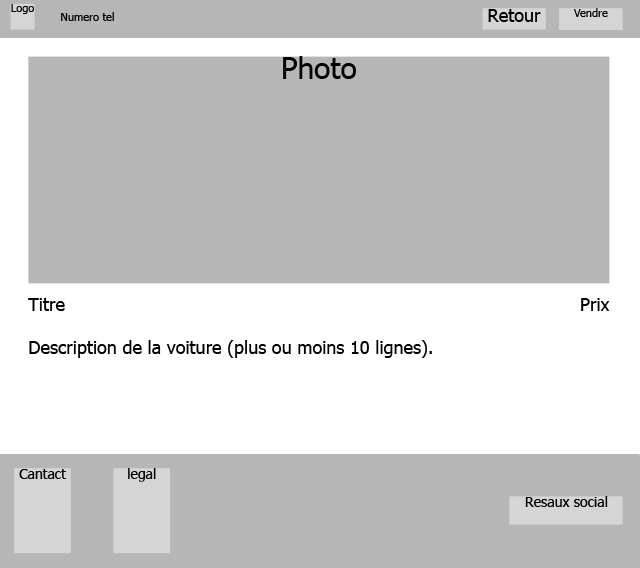 Logo
Numero tel
Retour
Vendre
Photo
Titre
Prix
Description de la voiture (plus ou moins 10 lignes).
Cantact
legal
Resaux social